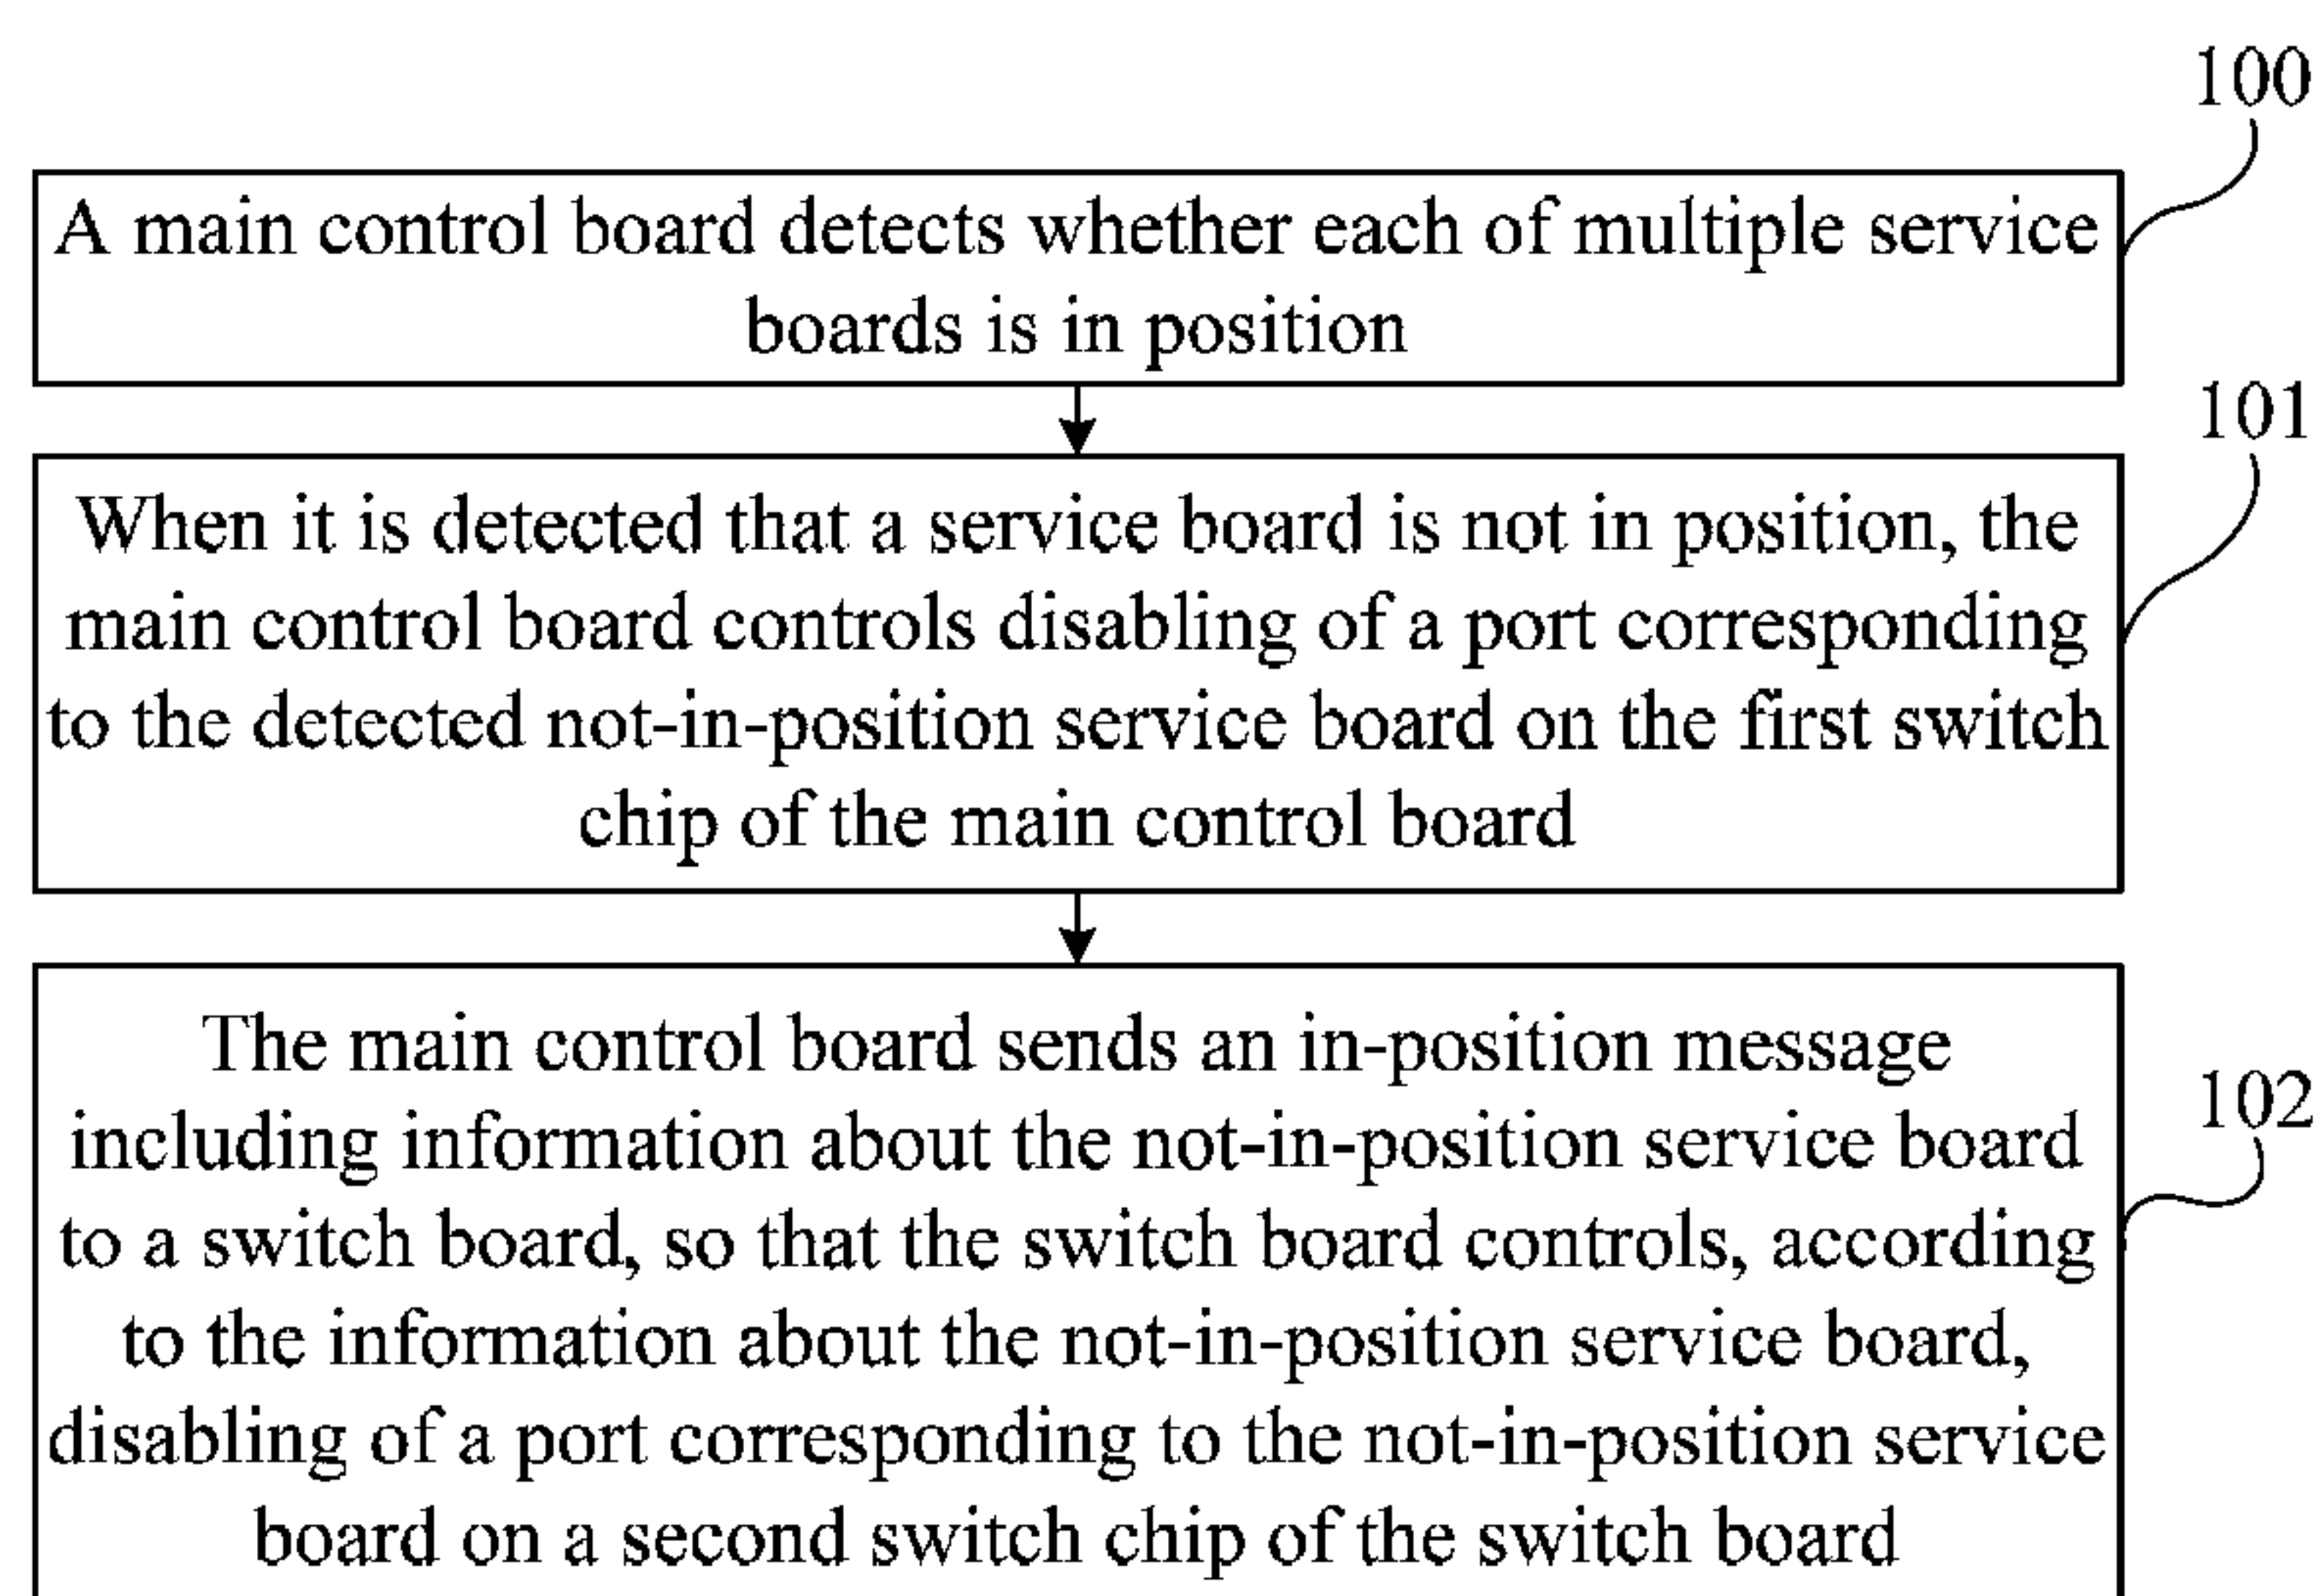 100
A main control board detects whether each of multiple service
boards is in position
101
When it is detected that a service board is not in position, the
main control board controls disabling of a port corresponding
to the detected not-in-position service board on the first switch
chip of the main control board
102
The main control board sends an in-position message
including information about the not-in-position service board
to a switch board, so that the switch board controls, according
to the information about the not-in-position service board,
disabling of a port corresponding to the not-in-position service
board on a second switch chip of the switch board